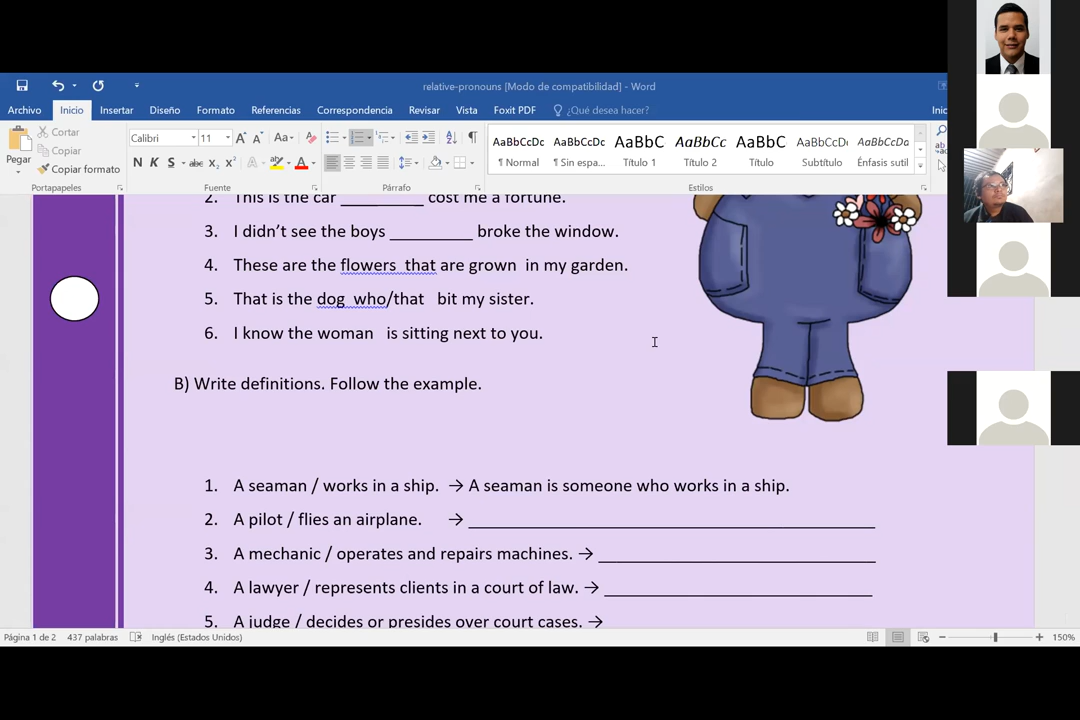 relative-pronouns [Modo de compatibilidad] - Word
Archivo Inicio Insertar Diseño Formato Referencias Correspondencia Revisar Vista Foxit PDF ¿Qué desea hacer? Inic
Pegar Cortar Copiar Copiar formato
Calibri 11
N K S abc
AaBbCcDc AaBbCcDc AaBbC AaBbCc AaBbC AaBbCcDc AaBbCcDc
¶ Normal ¶ Sin espa... Título 1 Título 2 Título Subtítulo Énfasis sutil
Portapapeles Fuente Párrafo Estilos
2. This is the car _________ cost me a fortune.
3. I didn't see the boys _________ broke the window.
4. These are the flowers that are grown in my garden.
5. That is the dog who/that bit my sister.
6. I know the woman is sitting next to you.
B) Write definitions. Follow the example.
1. A seaman / works in a ship. → A seaman is someone who works in a ship.
2. A pilot / flies an airplane. → ____________________
3. A mechanic / operates and repairs machines. → ____________________
4. A lawyer / represents clients in a court of law. → ____________________
5. A judge / decides or presides over court cases. →
Página 1 de 2 437 palabras Inglés (Estados Unidos) 150%